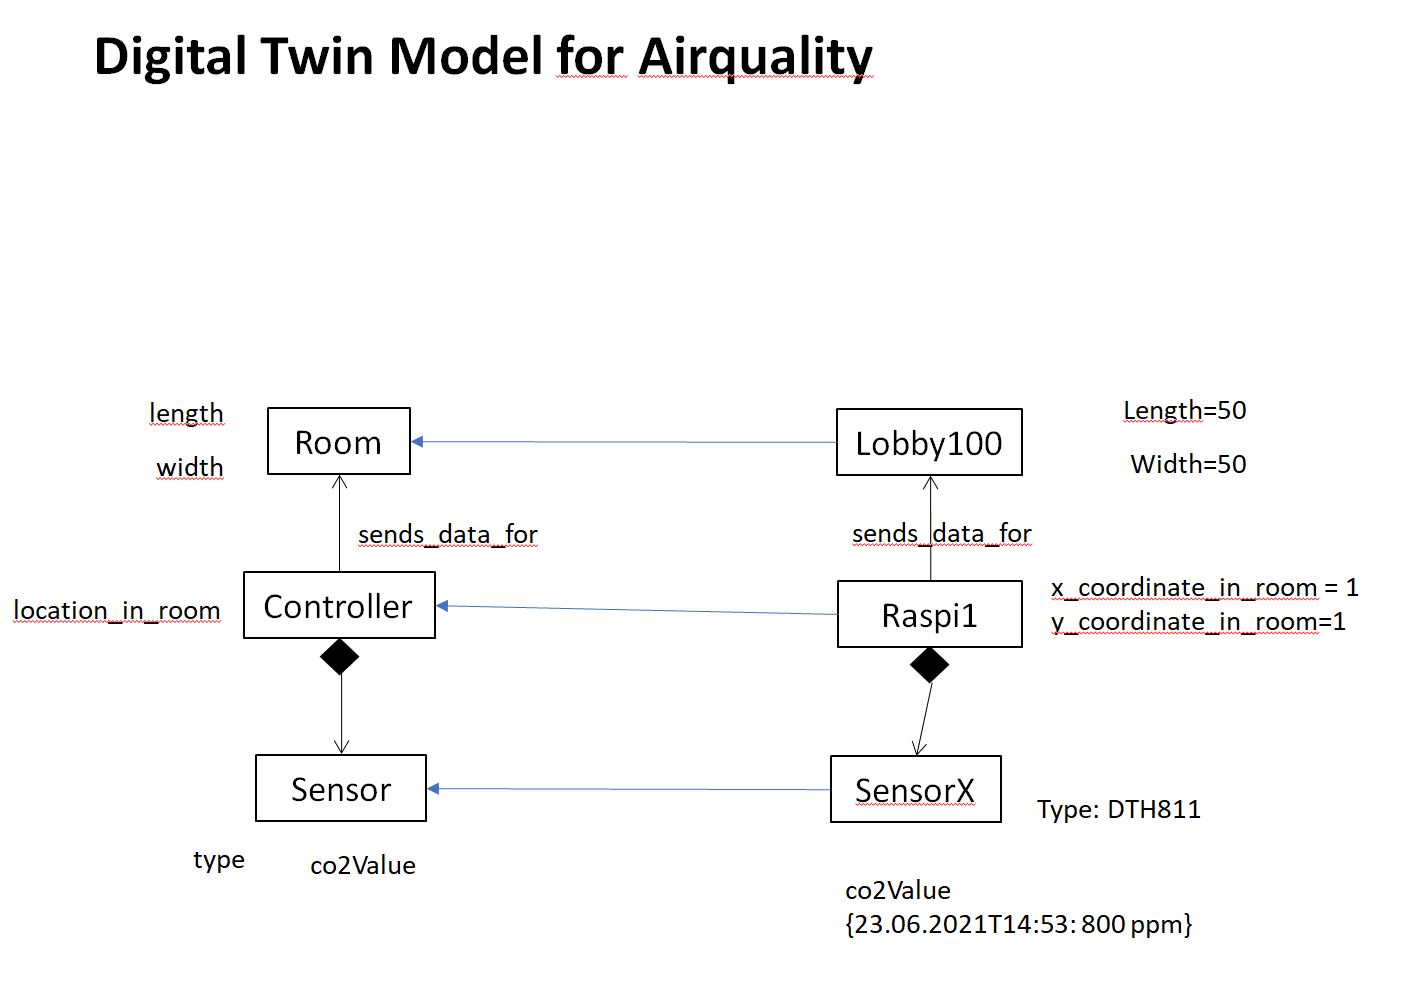 Digital Twin Model for Airquality
length
Room
Lobby100
Length=50
width
Width=50
sends_data_for
sends_data_for
location_in_room
Controller
Raspi1
x_coordinate_in_room = 1
y_coordinate_in_room=1
Sensor
SensorX
Type: DTH811
type
co2Value
co2Value
{23.06.2021T14:53: 800 ppm}